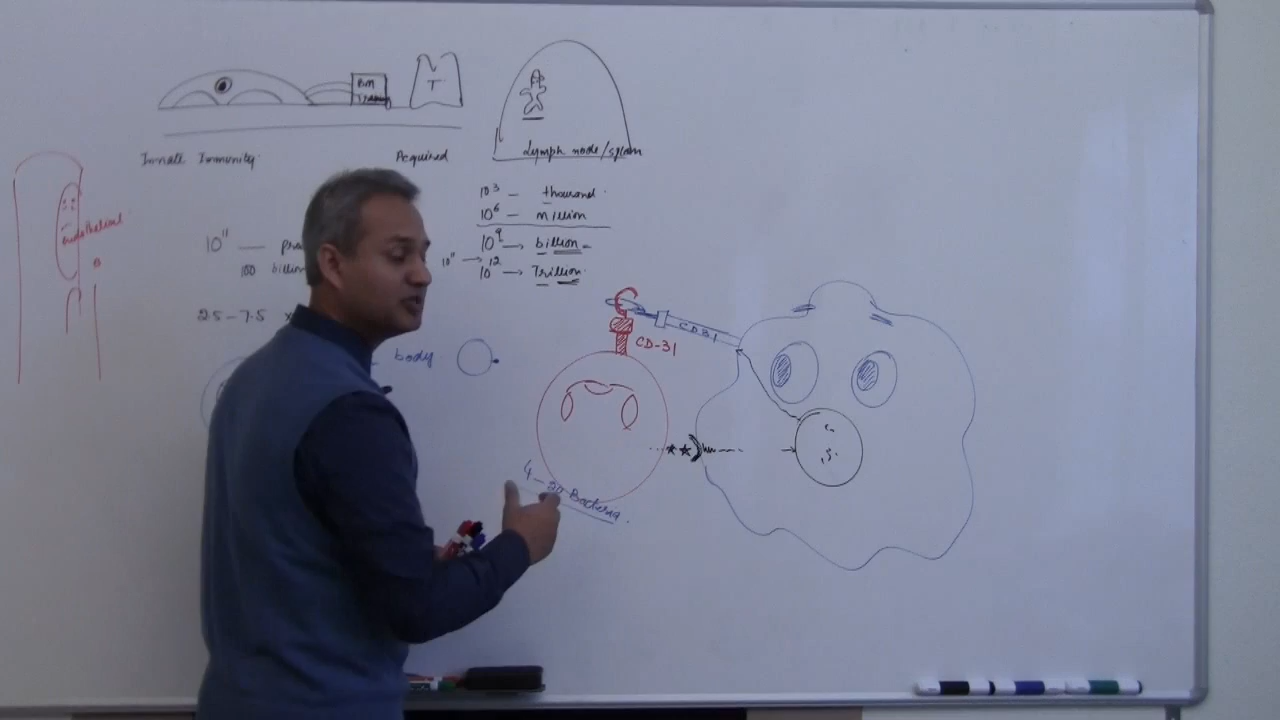 T
Innate Immunity
Acquired
Lymph node/spleen
10³ — thousand
10⁶ — million
10⁹ → billion
10¹¹ → 10¹² → Trillion
endothelial
10¹¹ —
100 billion
2.5 – 7.5 x
body
CD-31
CD31
4 – 20 Bacteria